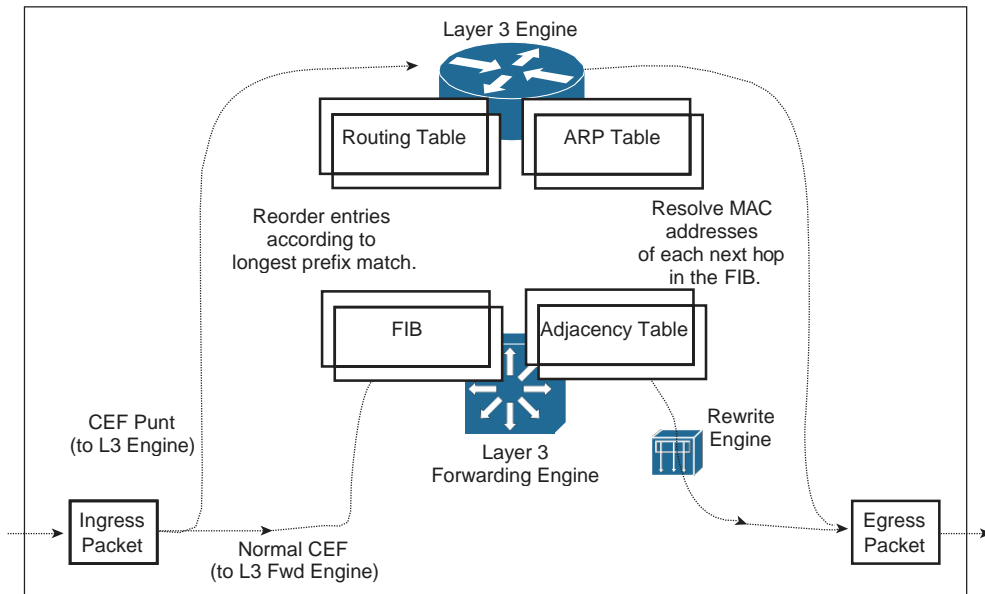 Layer 3 Engine
Routing Table
ARP Table
Reorder entries
according to
longest prefix match.
Resolve MAC
addresses
of each next hop
in the FIB.
FIB
Adjacency Table
CEF Punt
(to L3 Engine)
Layer 3
Forwarding Engine
Rewrite
Engine
Ingress
Packet
Normal CEF
(to L3 Fwd Engine)
Egress
Packet